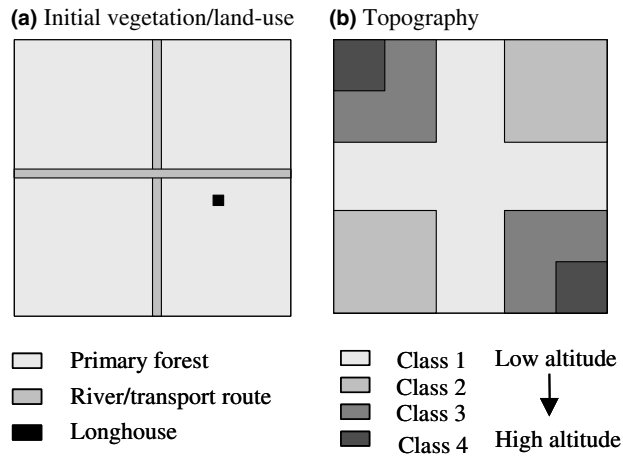 (a) Initial vegetation/land-use
(b) Topography
Primary forest
River/transport route
Longhouse
Class 1
Class 2
Class 3
Class 4
Low altitude
High altitude